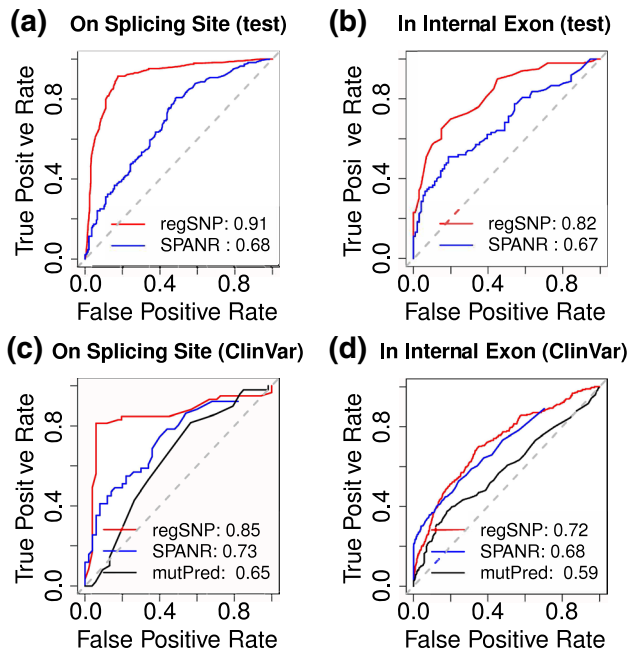 (a) On Splicing Site (test)
True Posit ve Rate
0.0 0.4 0.8
regSNP: 0.91
SPANR : 0.68
0.0 0.4 0.8
False Positive Rate
(b) In Internal Exon (test)
True Posi ve Rate
0.0 0.4 0.8
regSNP: 0.82
SPANR: 0.67
0.0 0.4 0.8
False Positive Rate
(c) On Splicing Site (ClinVar)
True Posit ve Rate
0.0 0.4 0.8
regSNP: 0.85
SPANR: 0.73
mutPred: 0.65
0.0 0.4 0.8
False Positive Rate
(d) In Internal Exon (ClinVar)
True Posit ve Rate
0.0 0.4 0.8
regSNP: 0.72
SPANR: 0.68
mutPred: 0.59
0.0 0.4 0.8
False Positive Rate